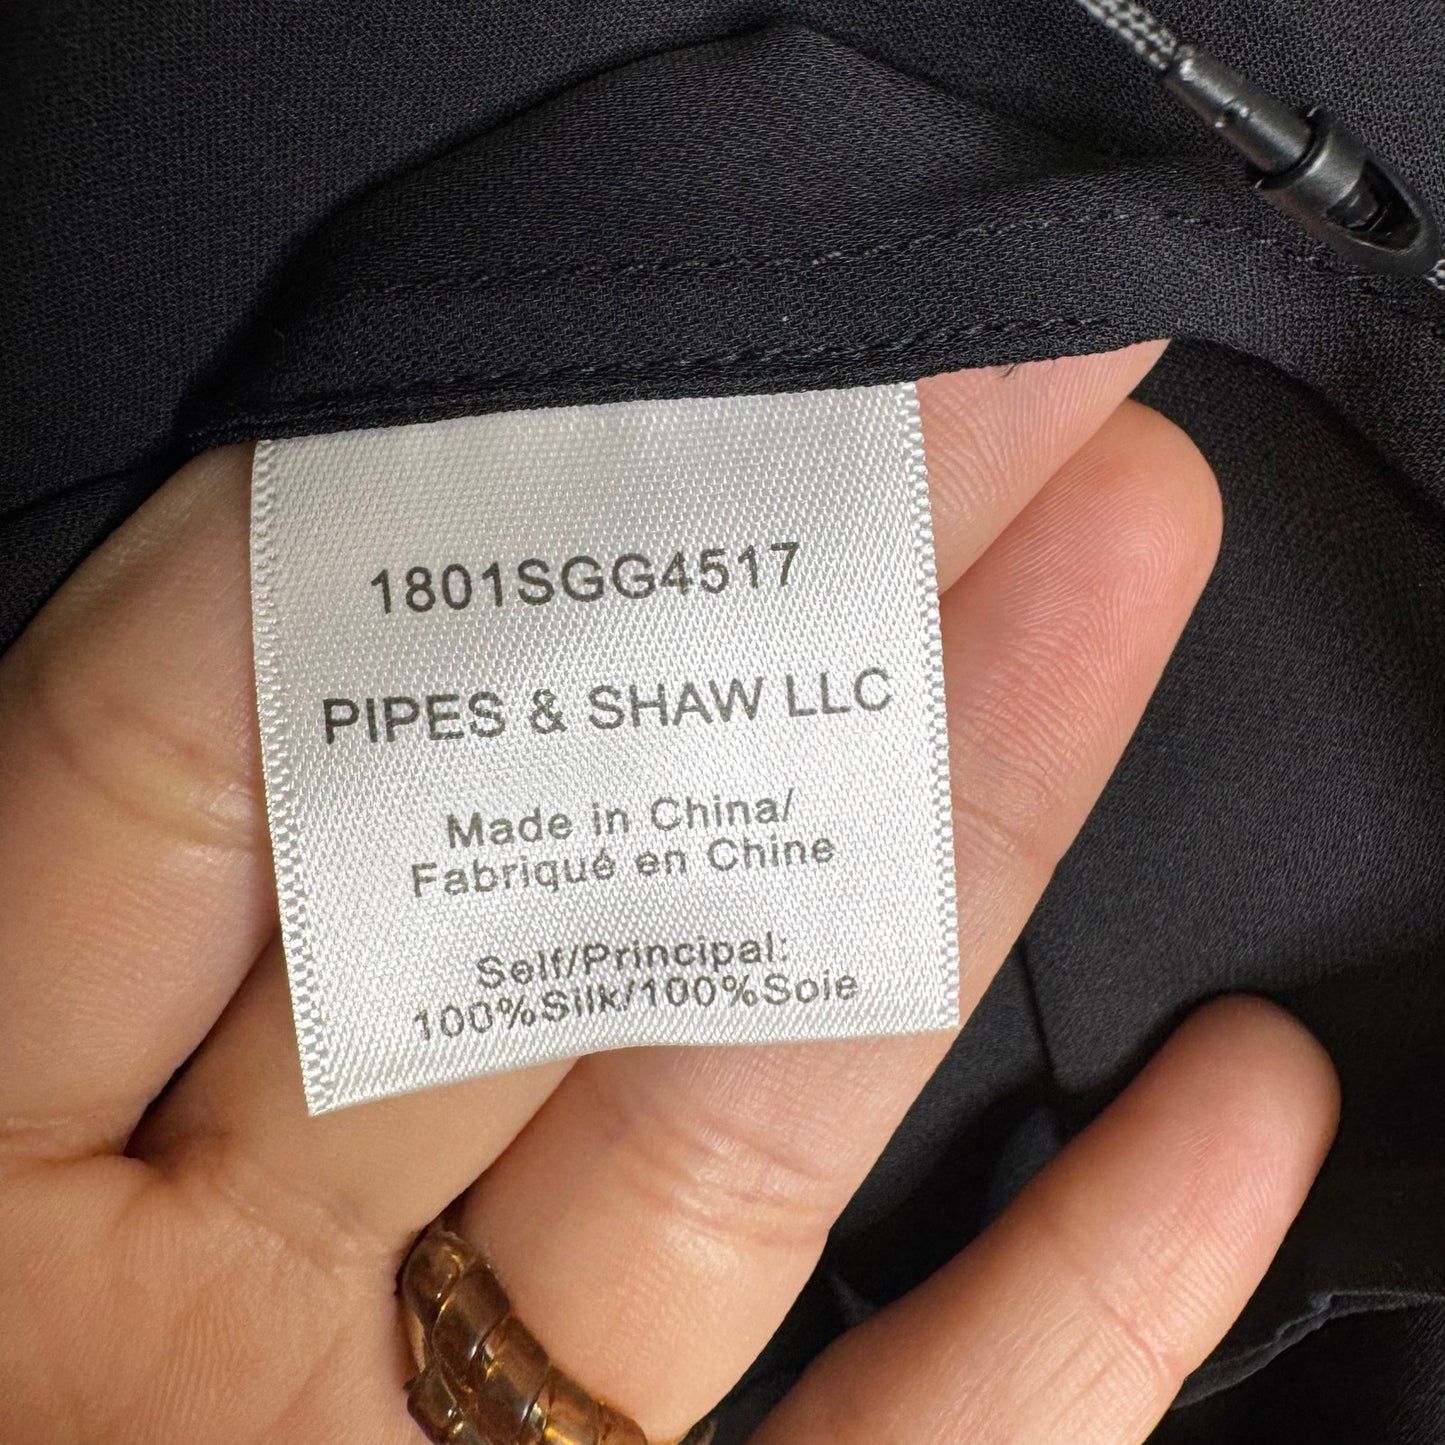 1801SGG4517
PIPES & SHAW LLC
Made in China/
Fabriqué en Chine
Self/Principal:
100%Silk/100%Soie